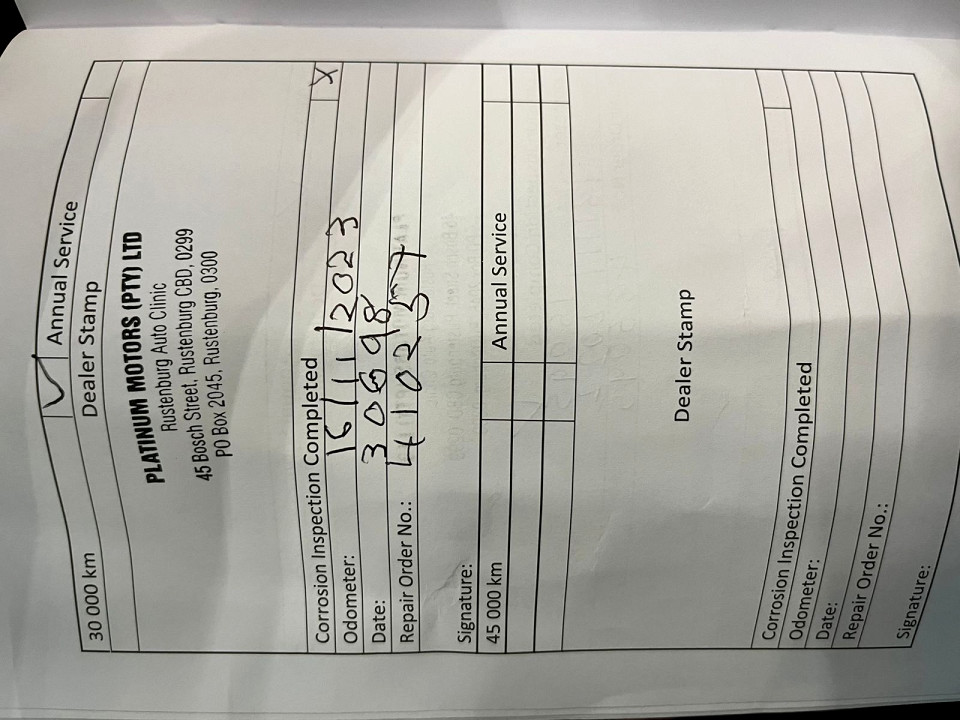 Annual Service
30 000 km Dealer Stamp
PLATINUM MOTORS (PTY) LTD
Rustenburg Auto Clinic
45 Bosch Street, Rustenburg CBD, 0299
PO Box 2045, Rustenburg, 0300
Corrosion Inspection Completed X
Odometer: 16/11/2023
Date: 30698
Repair Order No.: 410257
Signature:
45 000 km Annual Service
Dealer Stamp
Corrosion Inspection Completed
Odometer:
Date:
Repair Order No.:
Signature: